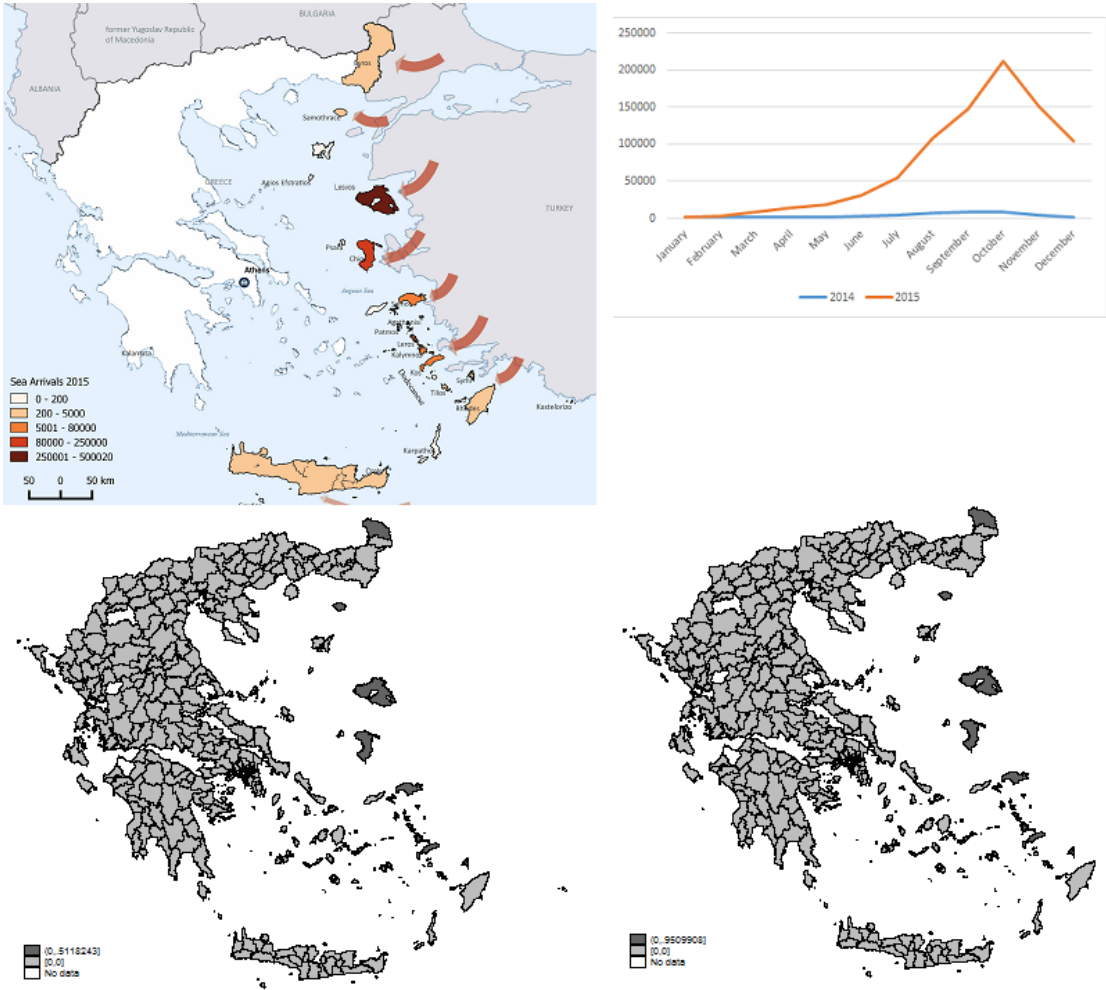 BULGARIA
former Yugoslav Republic
of Macedonia
ALBANIA
Samothrace
GREECE
Agios Efstratios
Lesvos
TURKEY
Psara
Athens
Aegean Sea
Patmos
Leros
Kalymnos
Kos
Dodecanese
Symi
Tilos
Rhodes
Kastelorizo
Kalamata
Mediterranean Sea
Karpathos
Sea Arrivals 2015
0 - 200
200 - 5000
5001 - 80000
80000 - 250000
250001 - 500020
50 0 50 km
250000
200000
150000
100000
50000
0
January
February
March
April
May
June
July
August
September
October
November
December
2014 2015
(0,.5118243]
[0,0]
No data
(0,.9509908]
[0,0]
No data